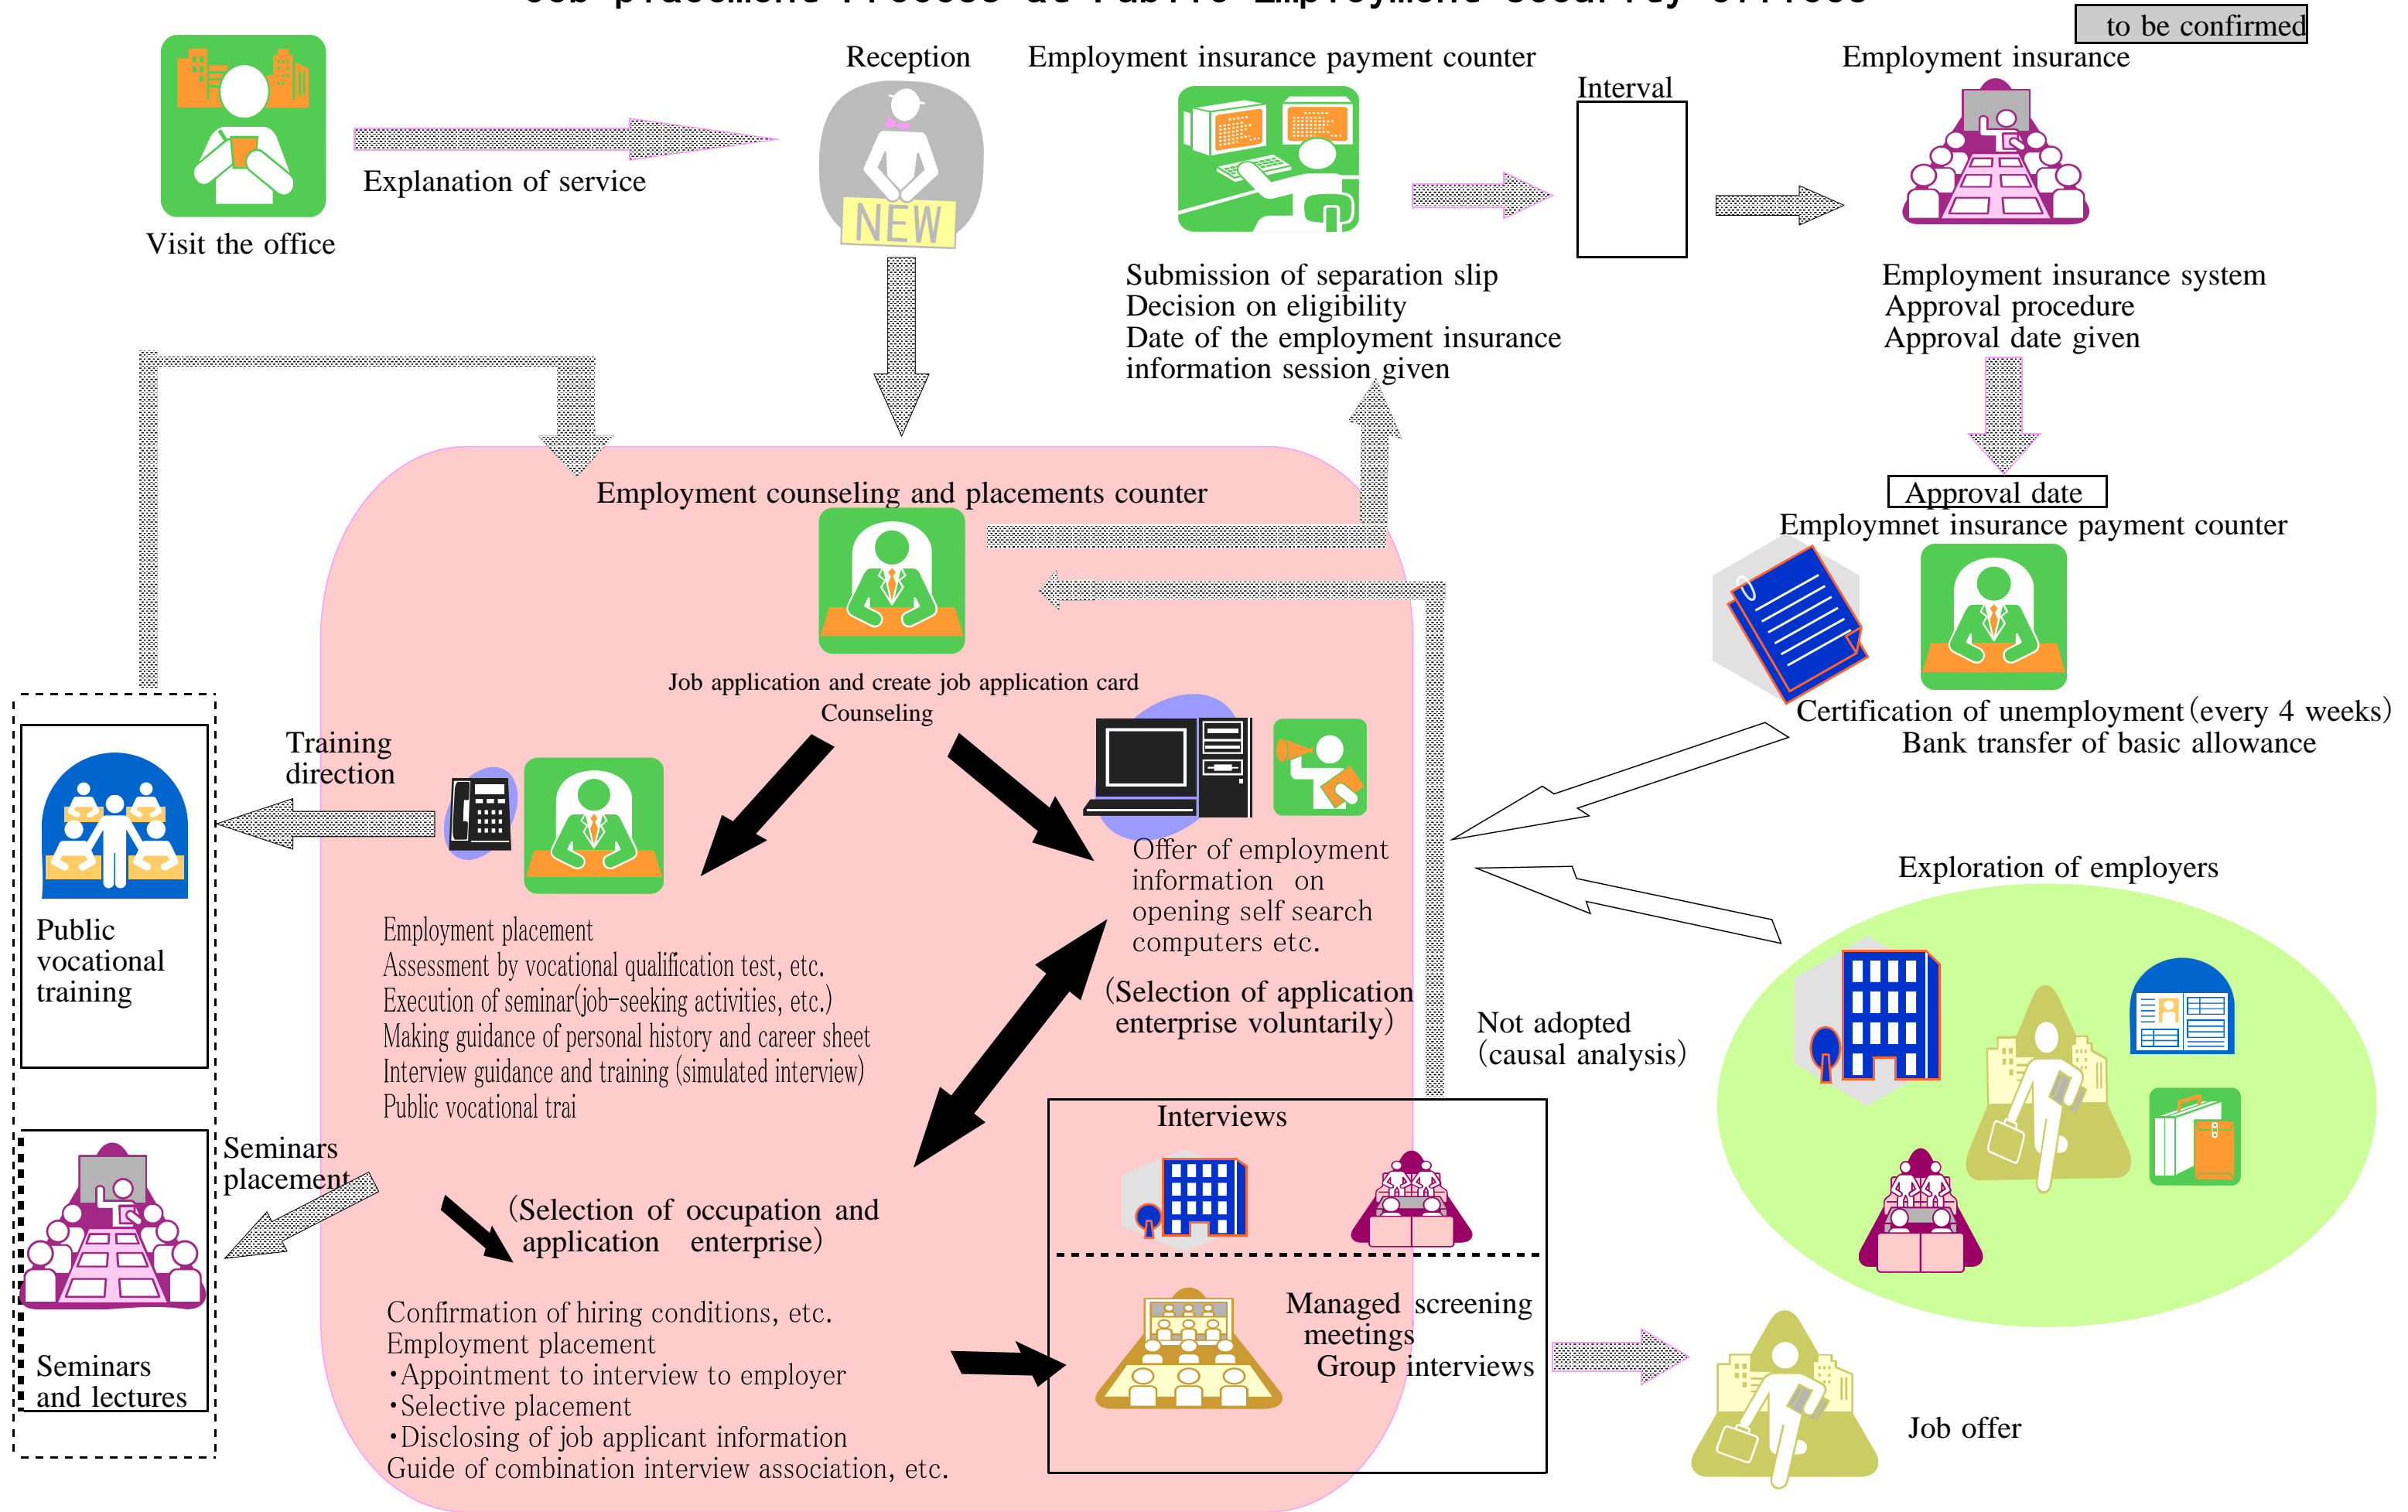 Job placement Process at Public Employment Security Offices
to be confirmed
Reception
Employment insurance payment counter
Employment insurance
Interval
Explanation of service
NEW
Visit the office
Submission of separation slip
Decision on eligibility
Date of the employment insurance
information session given
Employment insurance system
Approval procedure
Approval date given
Employment counseling and placements counter
Approval date
Employmnet insurance payment counter
Job application and create job application card
Counseling
Certification of unemployment(every 4 weeks)
Bank transfer of basic allowance
Training
direction
Offer of employment
information on
opening self search
computers etc.
(Selection of application
enterprise voluntarily)
Exploration of employers
Public
vocational
training
Employment placement
Assessment by vocational qualification test, etc.
Execution of seminar(job-seeking activities, etc.)
Making guidance of personal history and career sheet
Interview guidance and training (simulated interview)
Public vocational trai
Not adopted
(causal analysis)
Interviews
Seminars
placement
(Selection of occupation and
application enterprise)
Managed screening
meetings
Group interviews
Seminars
and lectures
Confirmation of hiring conditions, etc.
Employment placement
・Appointment to interview to employer
・Selective placement
・Disclosing of job applicant information
Guide of combination interview association, etc.
Job offer